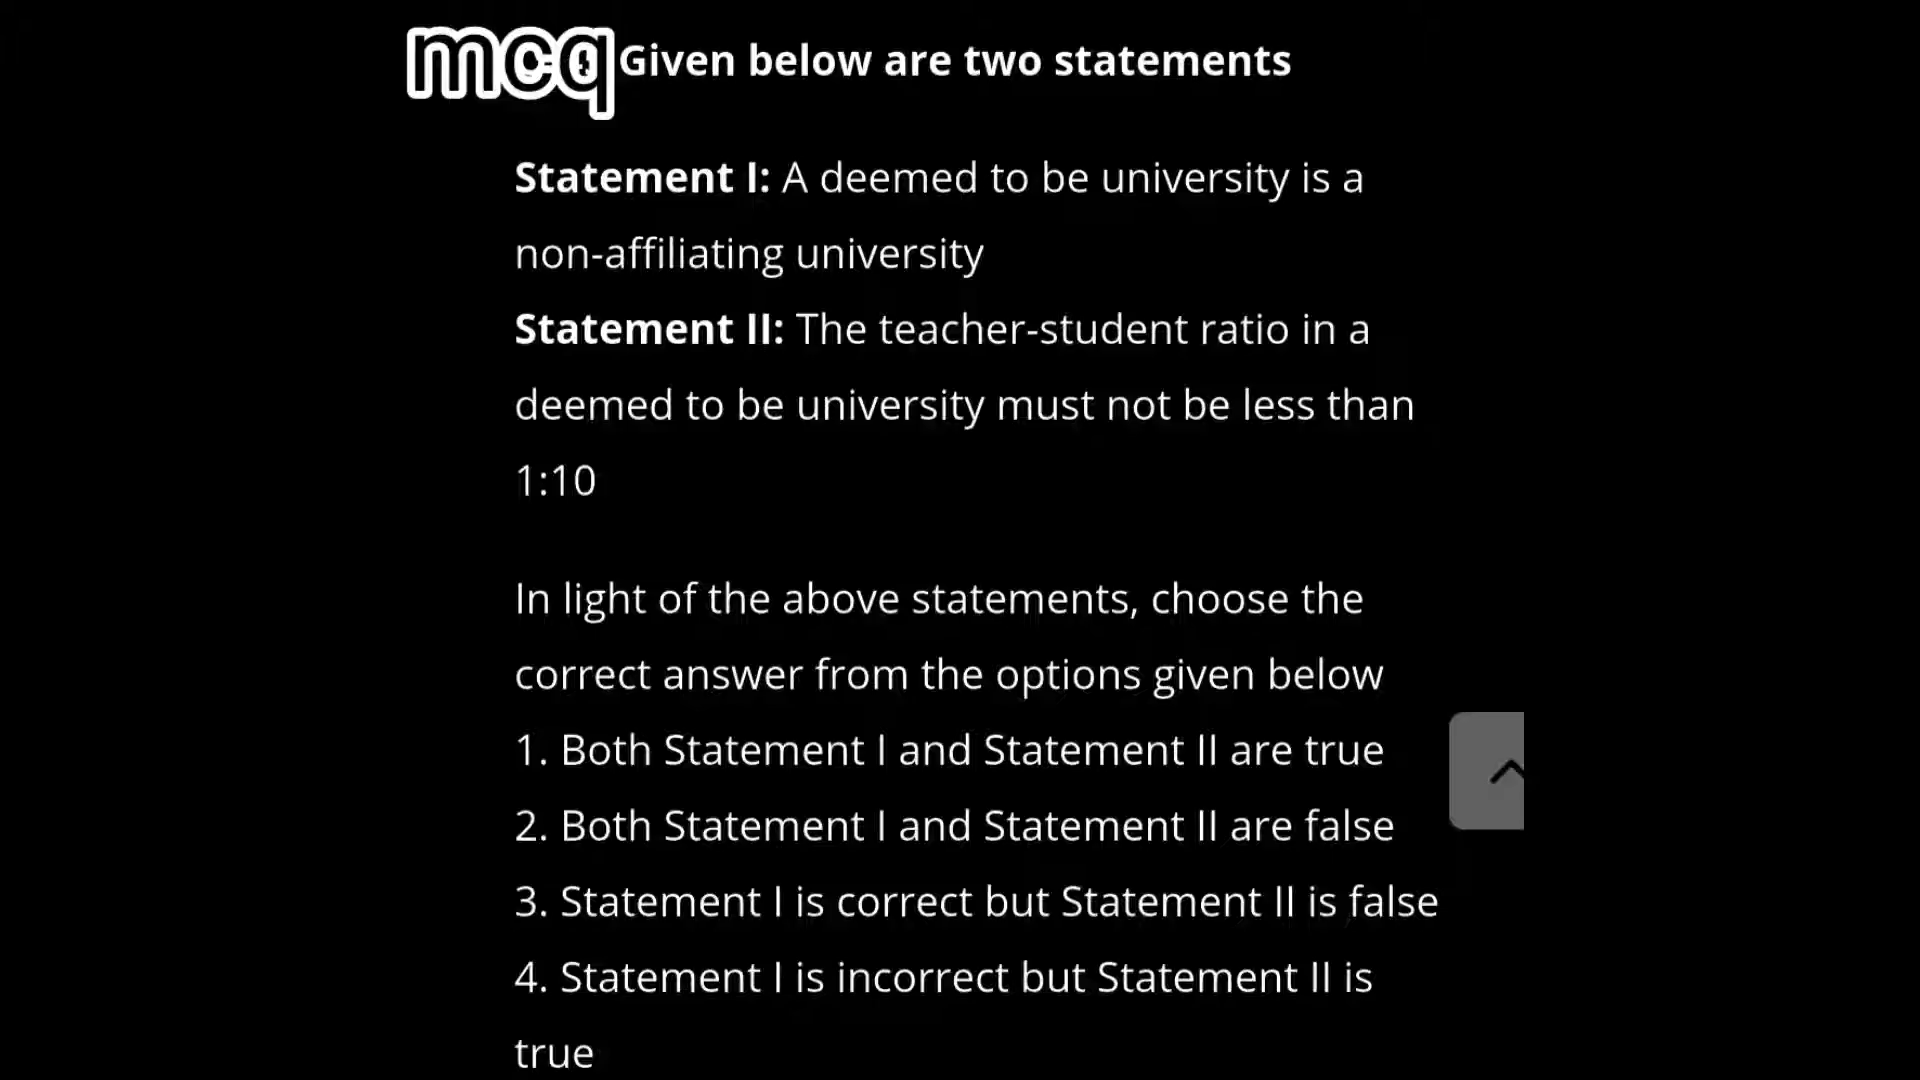 mcq Given below are two statements
Statement I: A deemed to be university is a
non-affiliating university
Statement II: The teacher-student ratio in a
deemed to be university must not be less than
1:10
In light of the above statements, choose the
correct answer from the options given below
1. Both Statement I and Statement II are true
2. Both Statement I and Statement II are false
3. Statement I is correct but Statement II is false
4. Statement I is incorrect but Statement II is
true